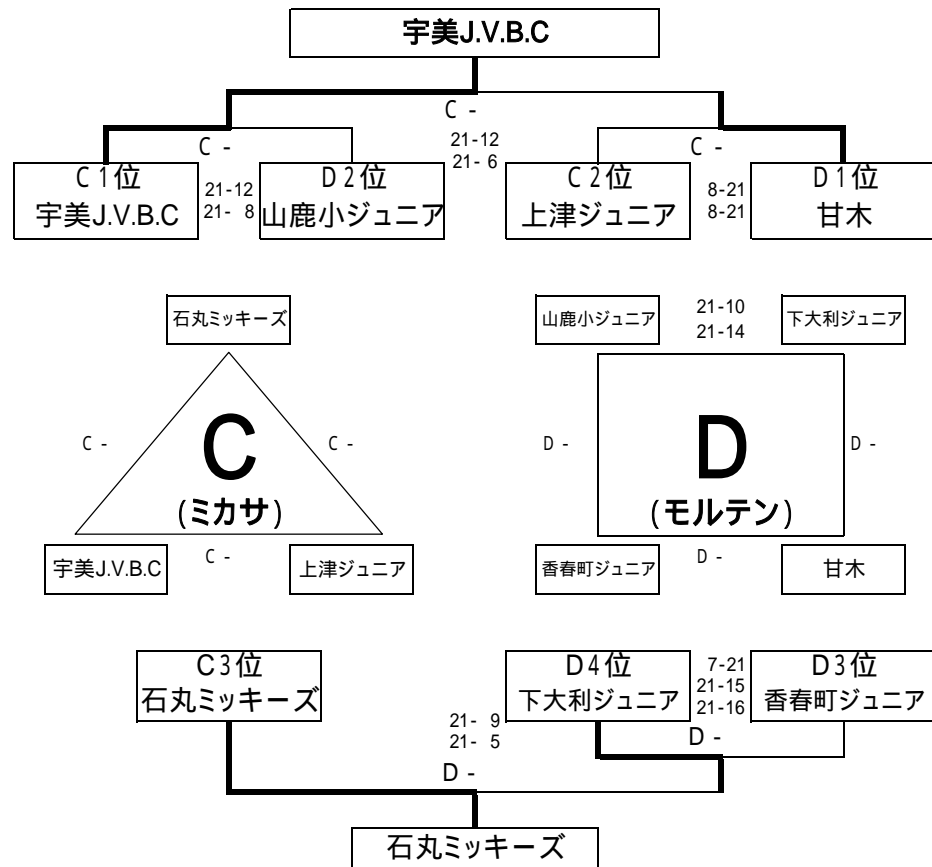 宇美J.V.B.C
C -
C -
21-12
21- 6
C -
C1位
宇美J.V.B.C
21-12
21- 8
D2位
山鹿小ジュニア
C2位
上津ジュニア
8-21
8-21
D1位
甘木
石丸ミッキーズ
山鹿小ジュニア
21-10
21-14
下大利ジュニア
C -
C
(ミカサ)
C -
D -
D
(モルテン)
D -
宇美J.V.B.C
C -
上津ジュニア
香春町ジュニア
D -
甘木
C3位
石丸ミッキーズ
D4位
下大利ジュニア
7-21
21-15
21-16
D3位
香春町ジュニア
21- 9
21- 5
D -
D -
石丸ミッキーズ